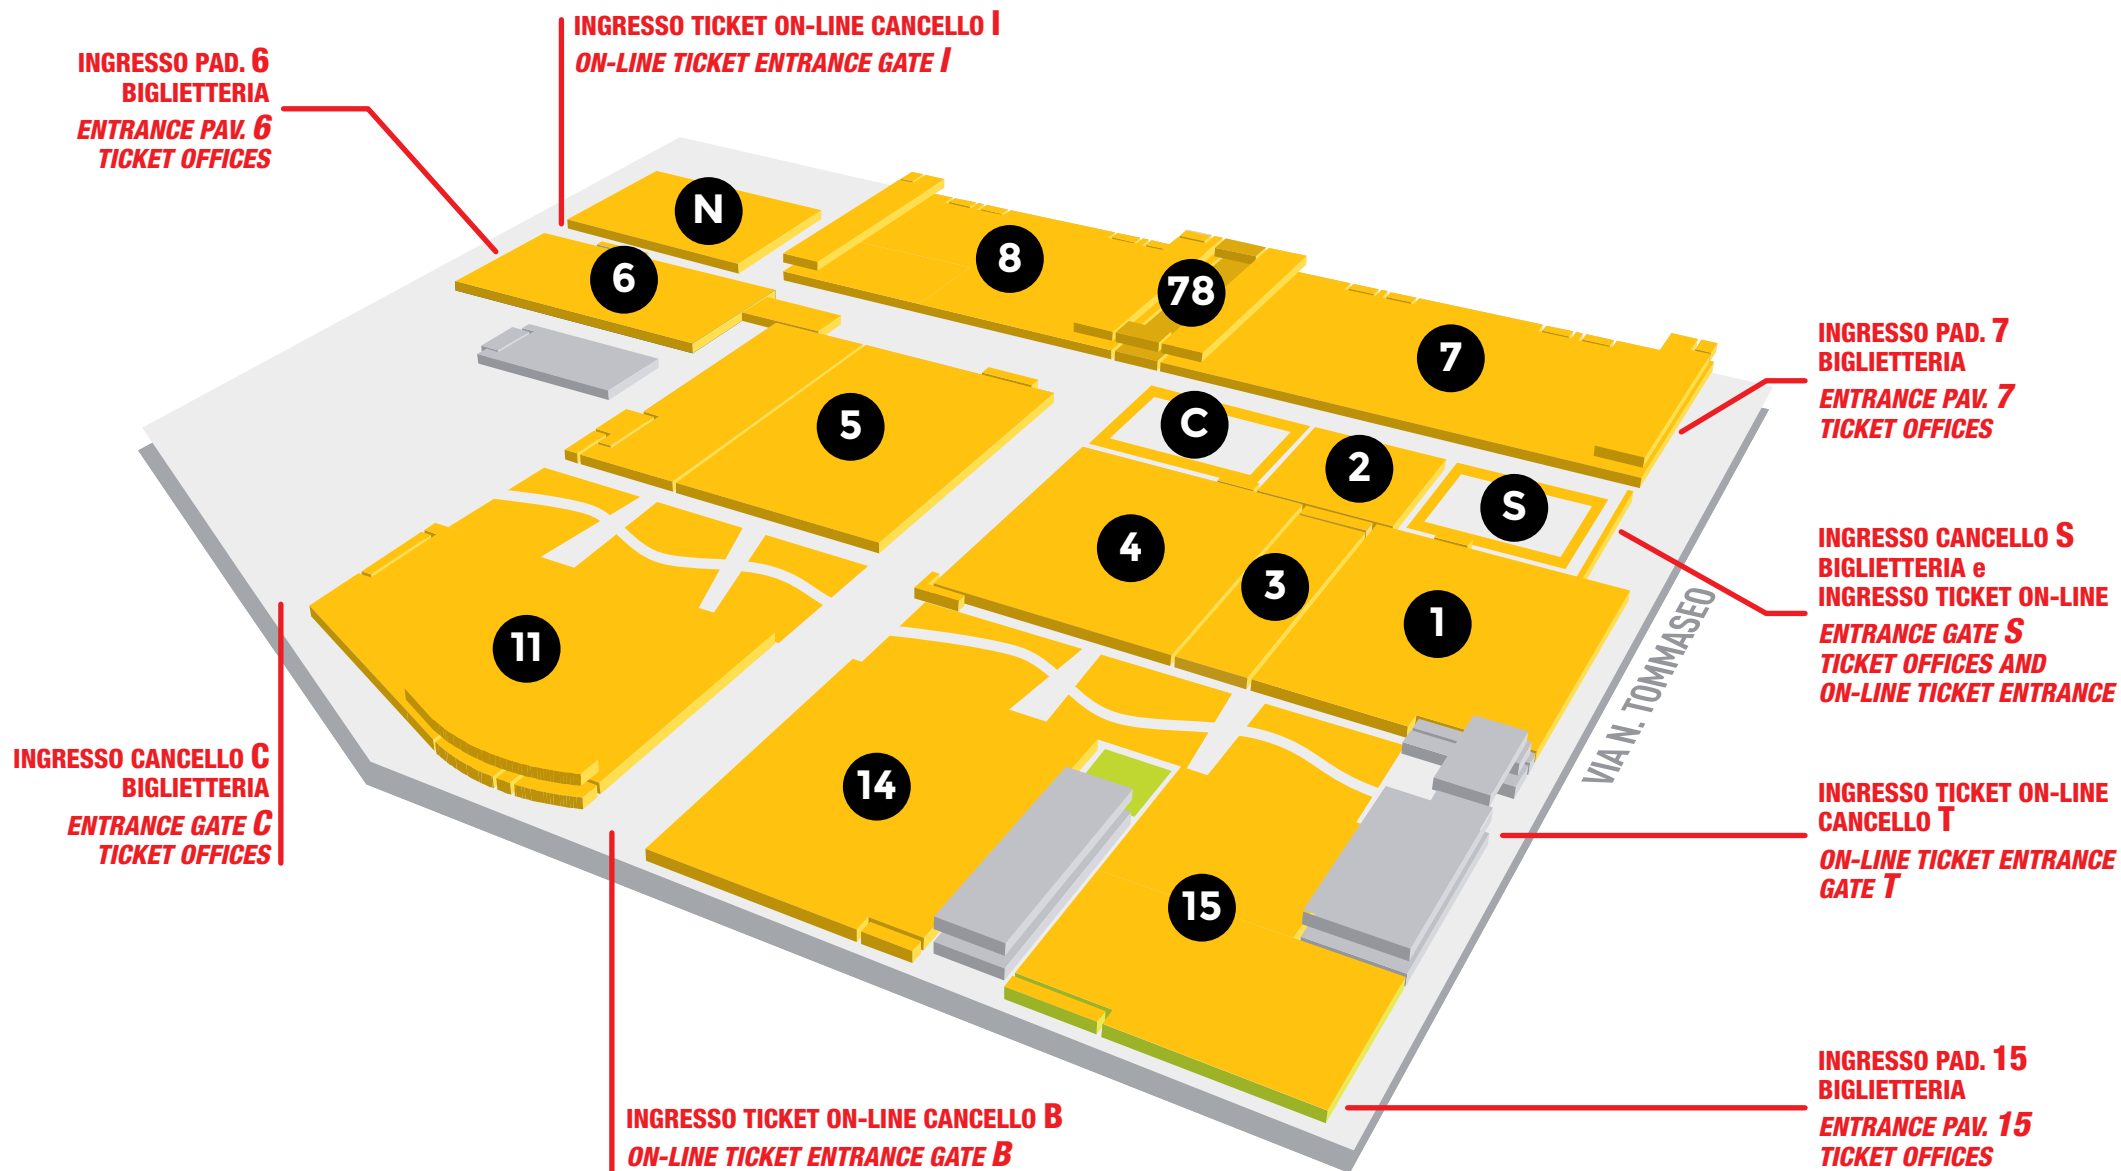 INGRESSO TICKET ON-LINE CANCELLO I
ON-LINE TICKET ENTRANCE GATE I
INGRESSO PAD. 6
BIGLIETTERIA
ENTRANCE PAV. 6
TICKET OFFICES
N
6
8
78
7
5
C
2
S
4
3
1
11
14
15
INGRESSO PAD. 7
BIGLIETTERIA
ENTRANCE PAV. 7
TICKET OFFICES
INGRESSO CANCELLO S
BIGLIETTERIA e
INGRESSO TICKET ON-LINE
ENTRANCE GATE S
TICKET OFFICES AND
ON-LINE TICKET ENTRANCE
VIA N. TOMMASEO
INGRESSO CANCELLO C
BIGLIETTERIA
ENTRANCE GATE C
TICKET OFFICES
INGRESSO TICKET ON-LINE
CANCELLO T
ON-LINE TICKET ENTRANCE
GATE T
INGRESSO TICKET ON-LINE CANCELLO B
ON-LINE TICKET ENTRANCE GATE B
INGRESSO PAD. 15
BIGLIETTERIA
ENTRANCE PAV. 15
TICKET OFFICES